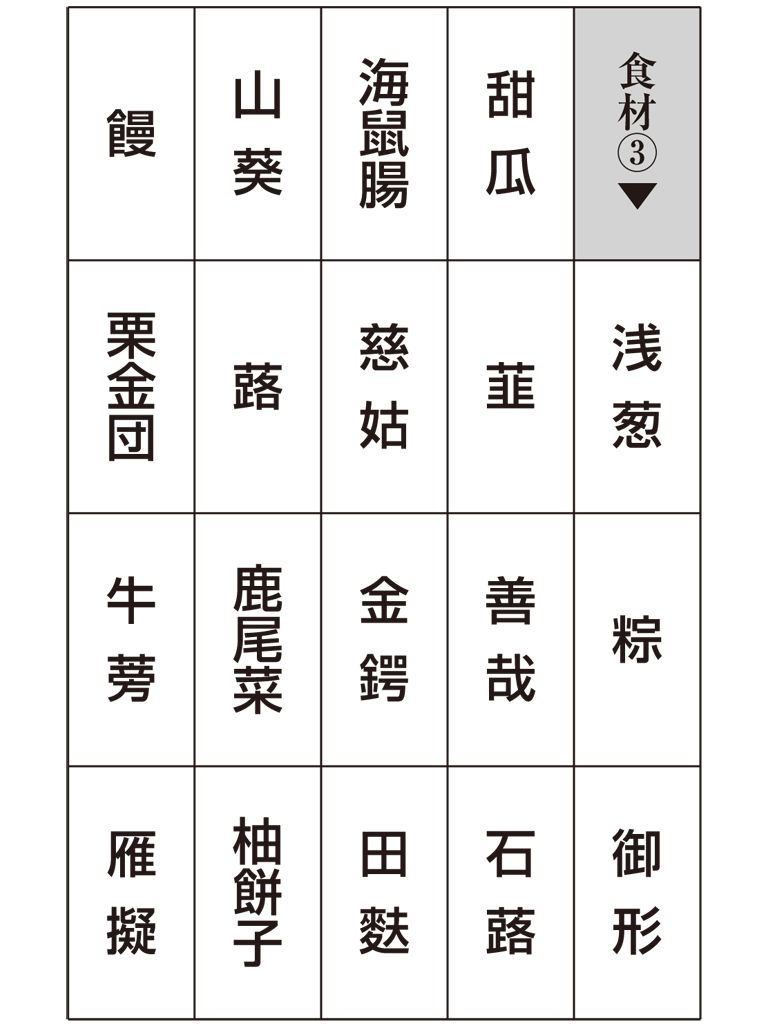 食材③▼
浅葱
粽
御形
甜瓜
韮
善哉
石蕗
海鼠腸
慈姑
金鍔
田麩
山葵
蕗
鹿尾菜
柚餅子
饅
栗金団
牛蒡
雁擬